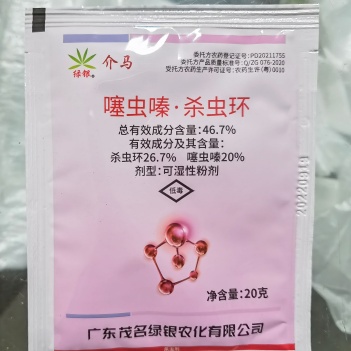 委托方农药登记证号:PD20211755
委托方产品质量标准号:Q/ZG 076-2020
委托方农药生产许可证号:农药生许(粤)0010
绿银
介马
噻虫嗪·杀虫环
总有效成分含量:46.7%
有效成分及其含量:
杀虫环26.7% 噻虫嗪20%
剂型:可湿性粉剂
低毒
20220819
净含量:20克
广东茂名绿银农化有限公司